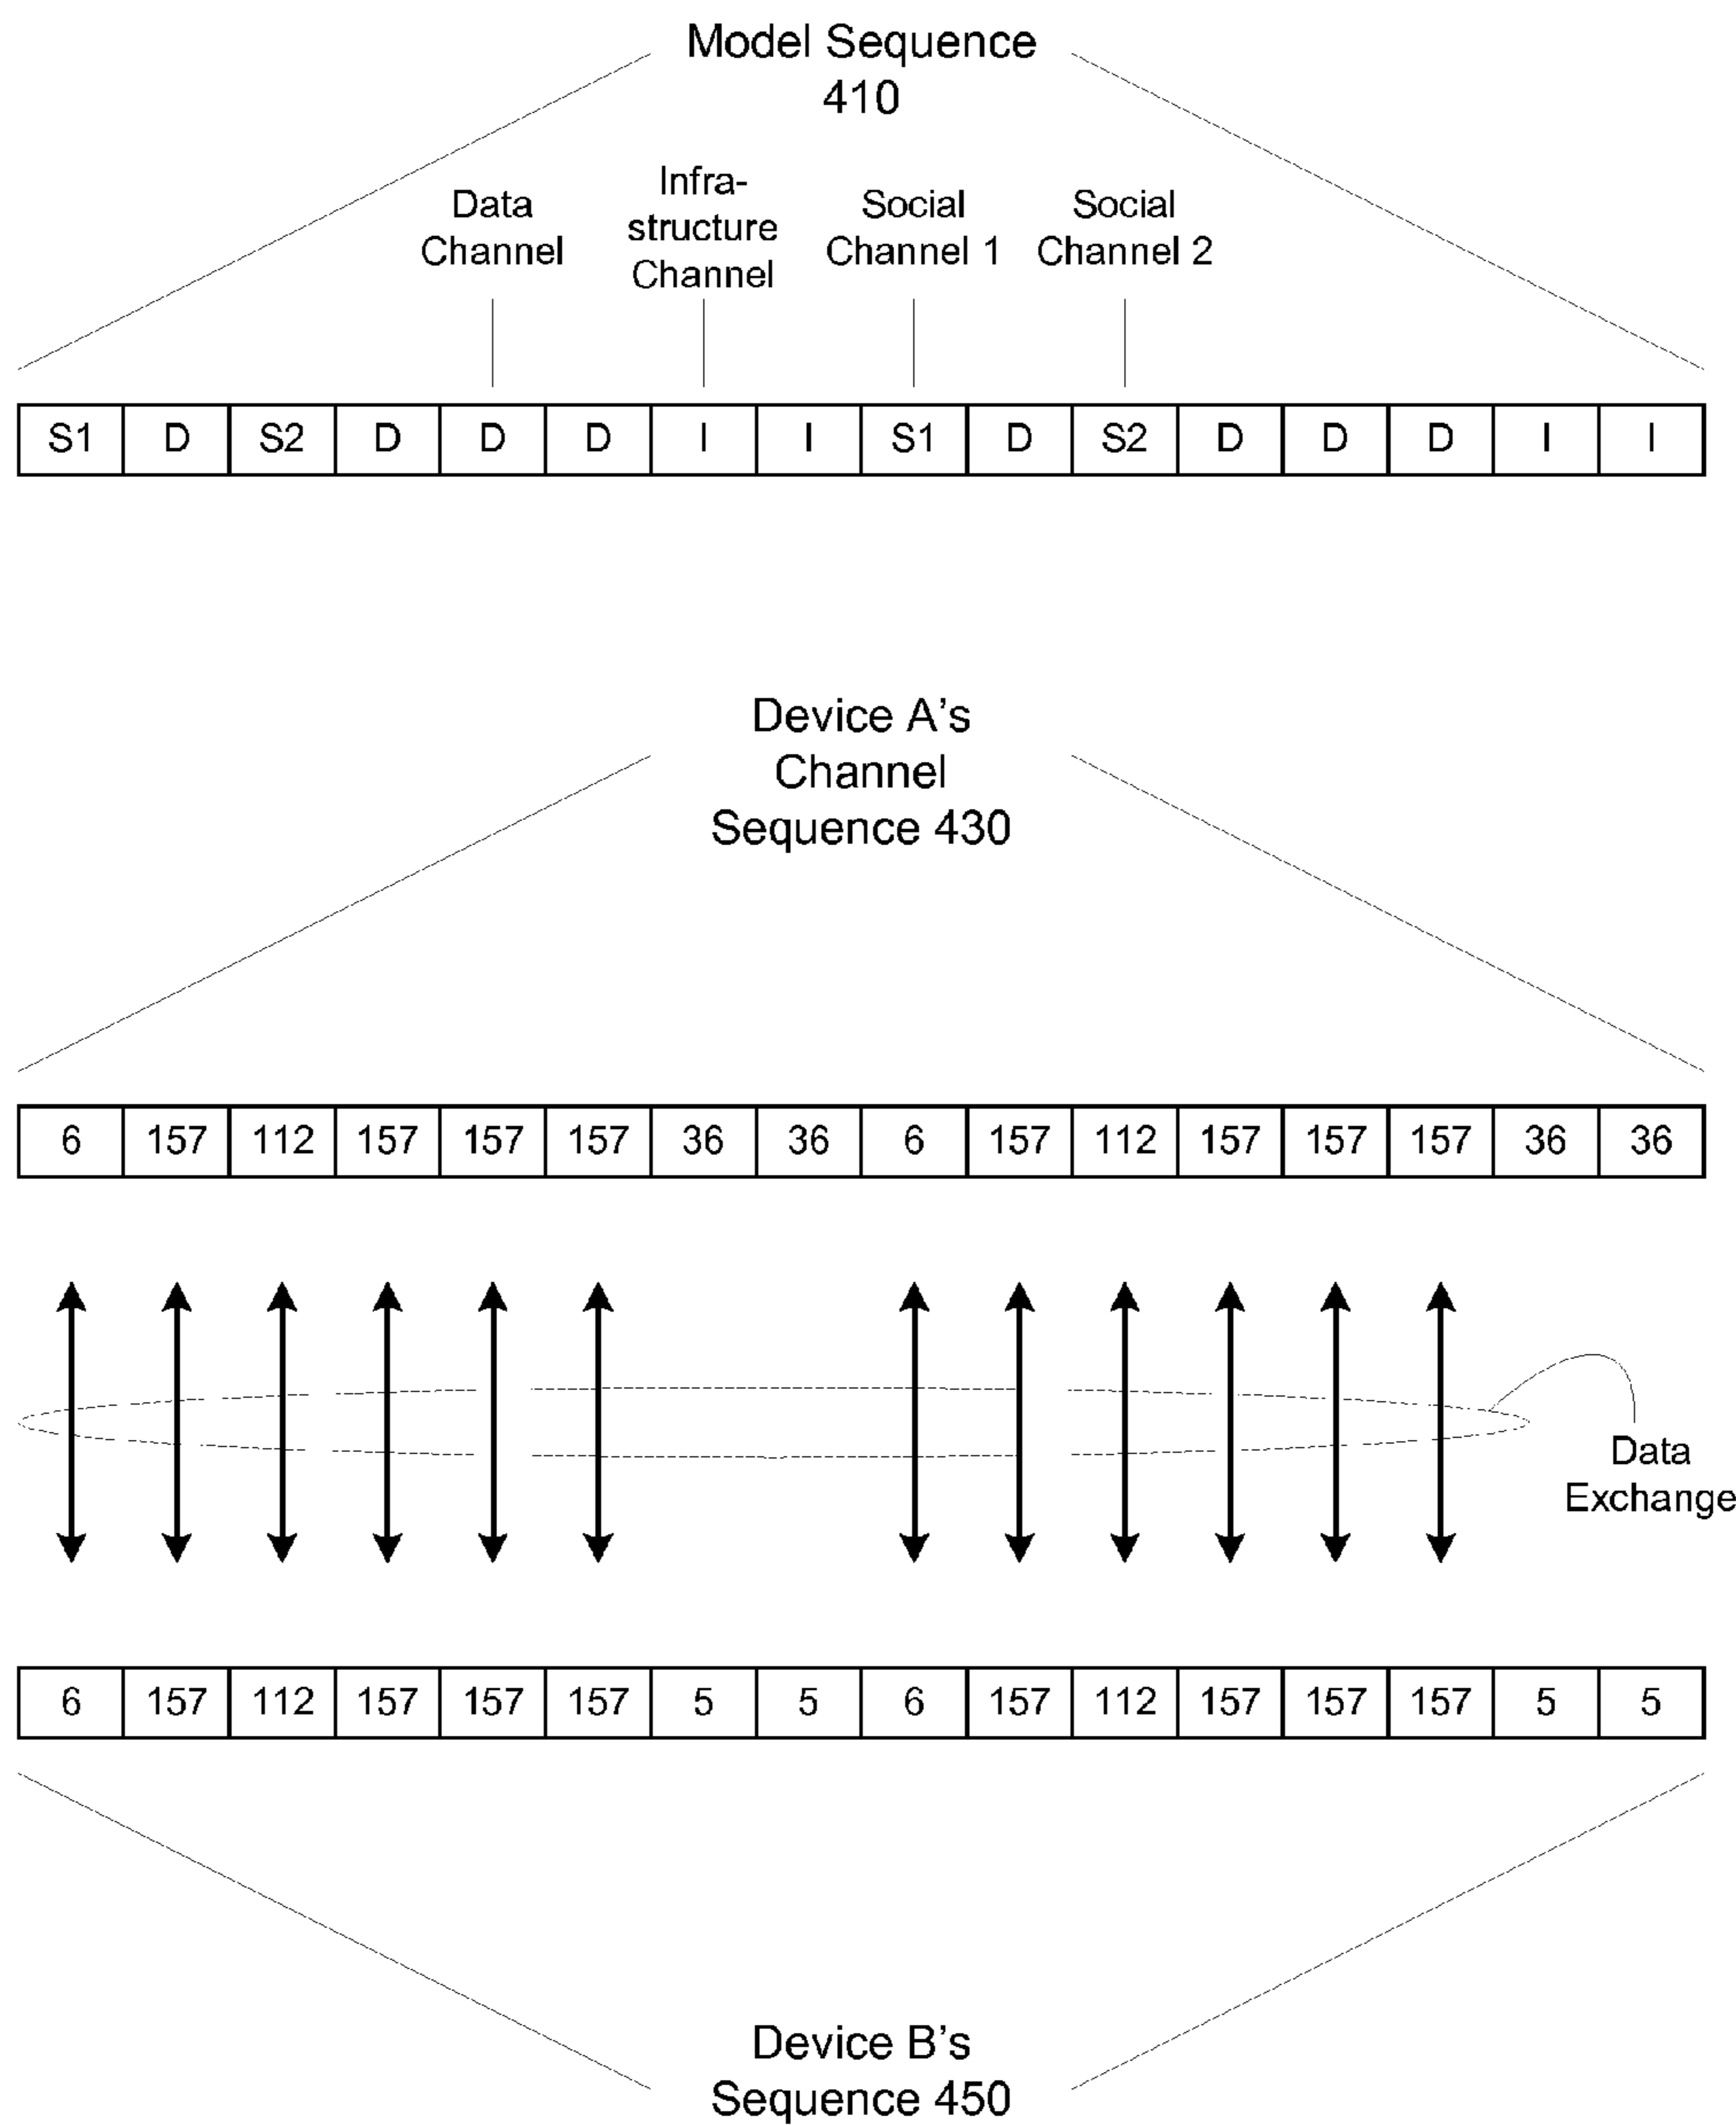 Model Sequence
410
Data
Channel
Infra-
structure
Channel
Social
Channel 1
Social
Channel 2
S1 D S2 D D D I I S1 D S2 D D D I I
Device A’s
Channel
Sequence 430
6 157 112 157 157 157 36 36 6 157 112 157 157 157 36 36
Data
Exchange
6 157 112 157 157 157 5 5 6 157 112 157 157 157 5 5
Device B’s
Sequence 450